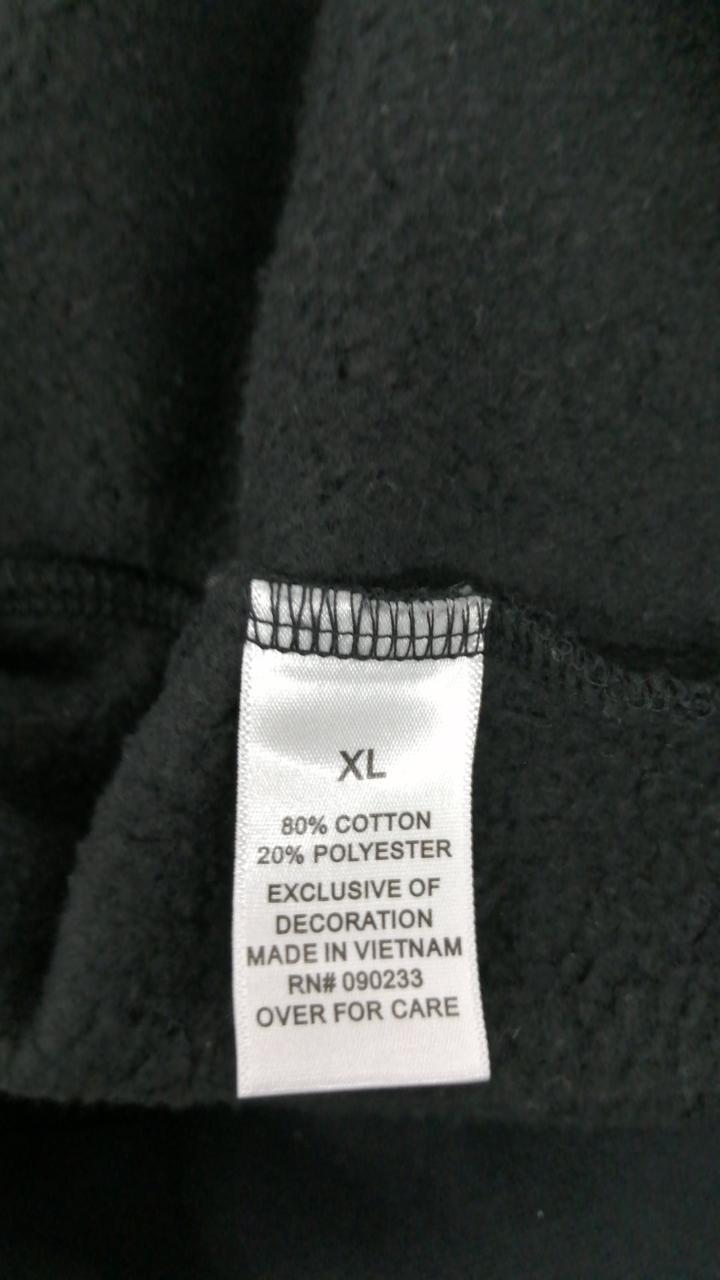 XL
80% COTTON
20% POLYESTER
EXCLUSIVE OF
DECORATION
MADE IN VIETNAM
RN# 090233
OVER FOR CARE